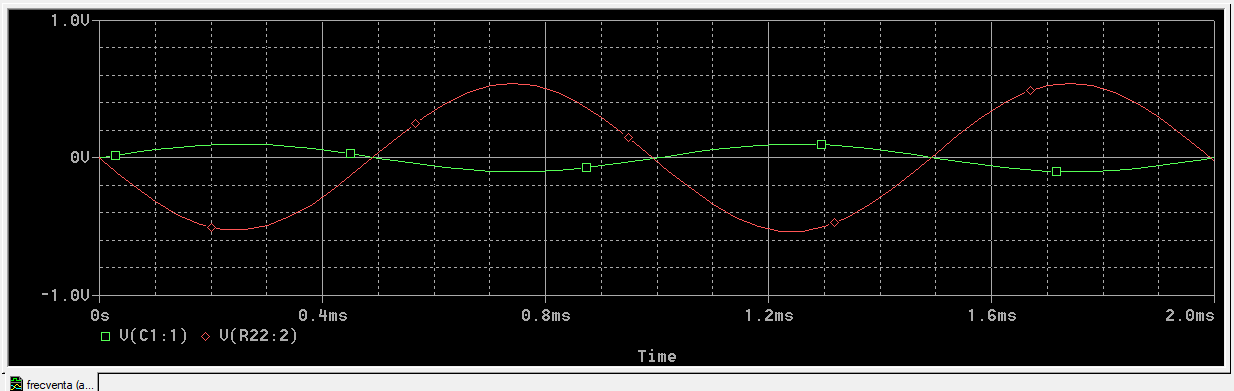 1.0V
0V
-1.0V
0s 0.4ms 0.8ms 1.2ms 1.6ms 2.0ms
V(C1:1) V(R22:2)
Time
frecventa (a...